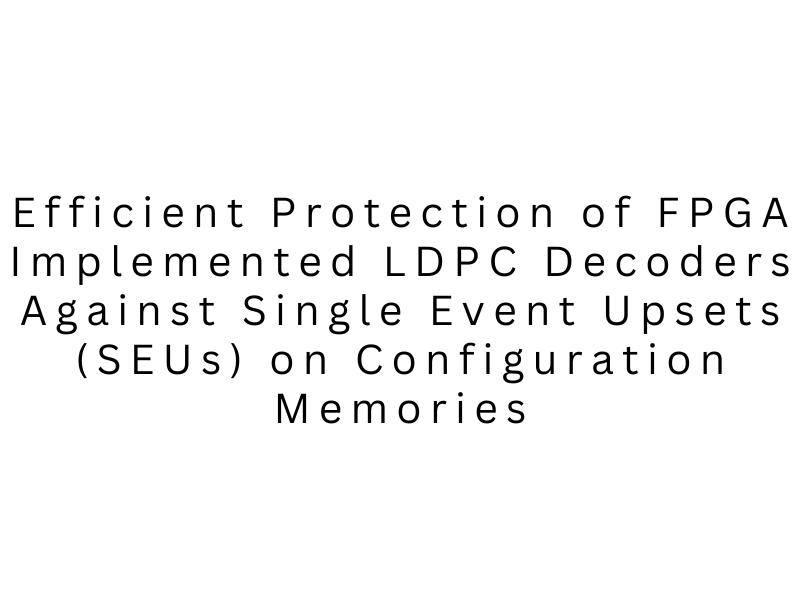 Efficient Protection of FPGA
Implemented LDPC Decoders
Against Single Event Upsets
(SEUs) on Configuration
Memories